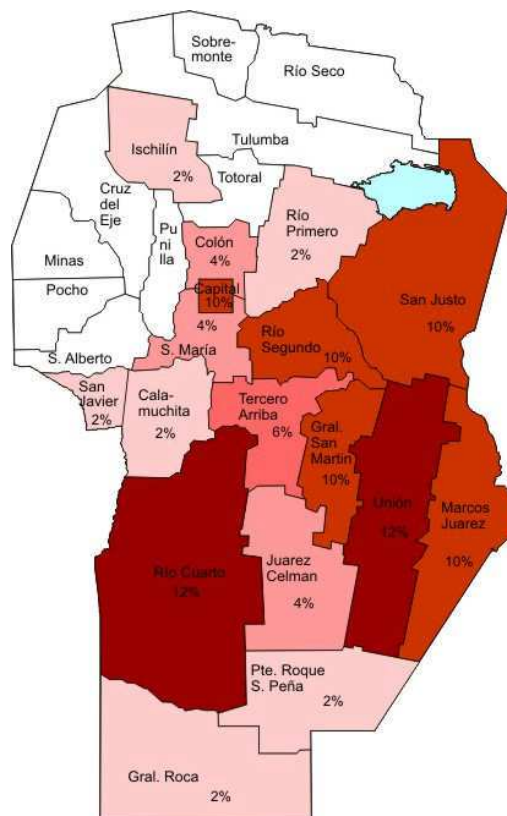 Sobre-
monte
Río Seco
Ischilín
2%
Tulumba
Totoral
Cruz
del
Eje
Pu
ni
lla
Río
Primero
2%
Colón
4%
Minas
Capital
10%
San Justo
10%
Pocho
4%
S. María
Río
Segundo
10%
S. Alberto
San
Javier
2%
Cala-
muchita
2%
Tercero
Arriba
6%
Gral.
San
Martin
10%
Unión
12%
Marcos
Juarez
10%
Río Cuarto
12%
Juarez
Celman
4%
Pte. Roque
S. Peña
2%
Gral. Roca
2%